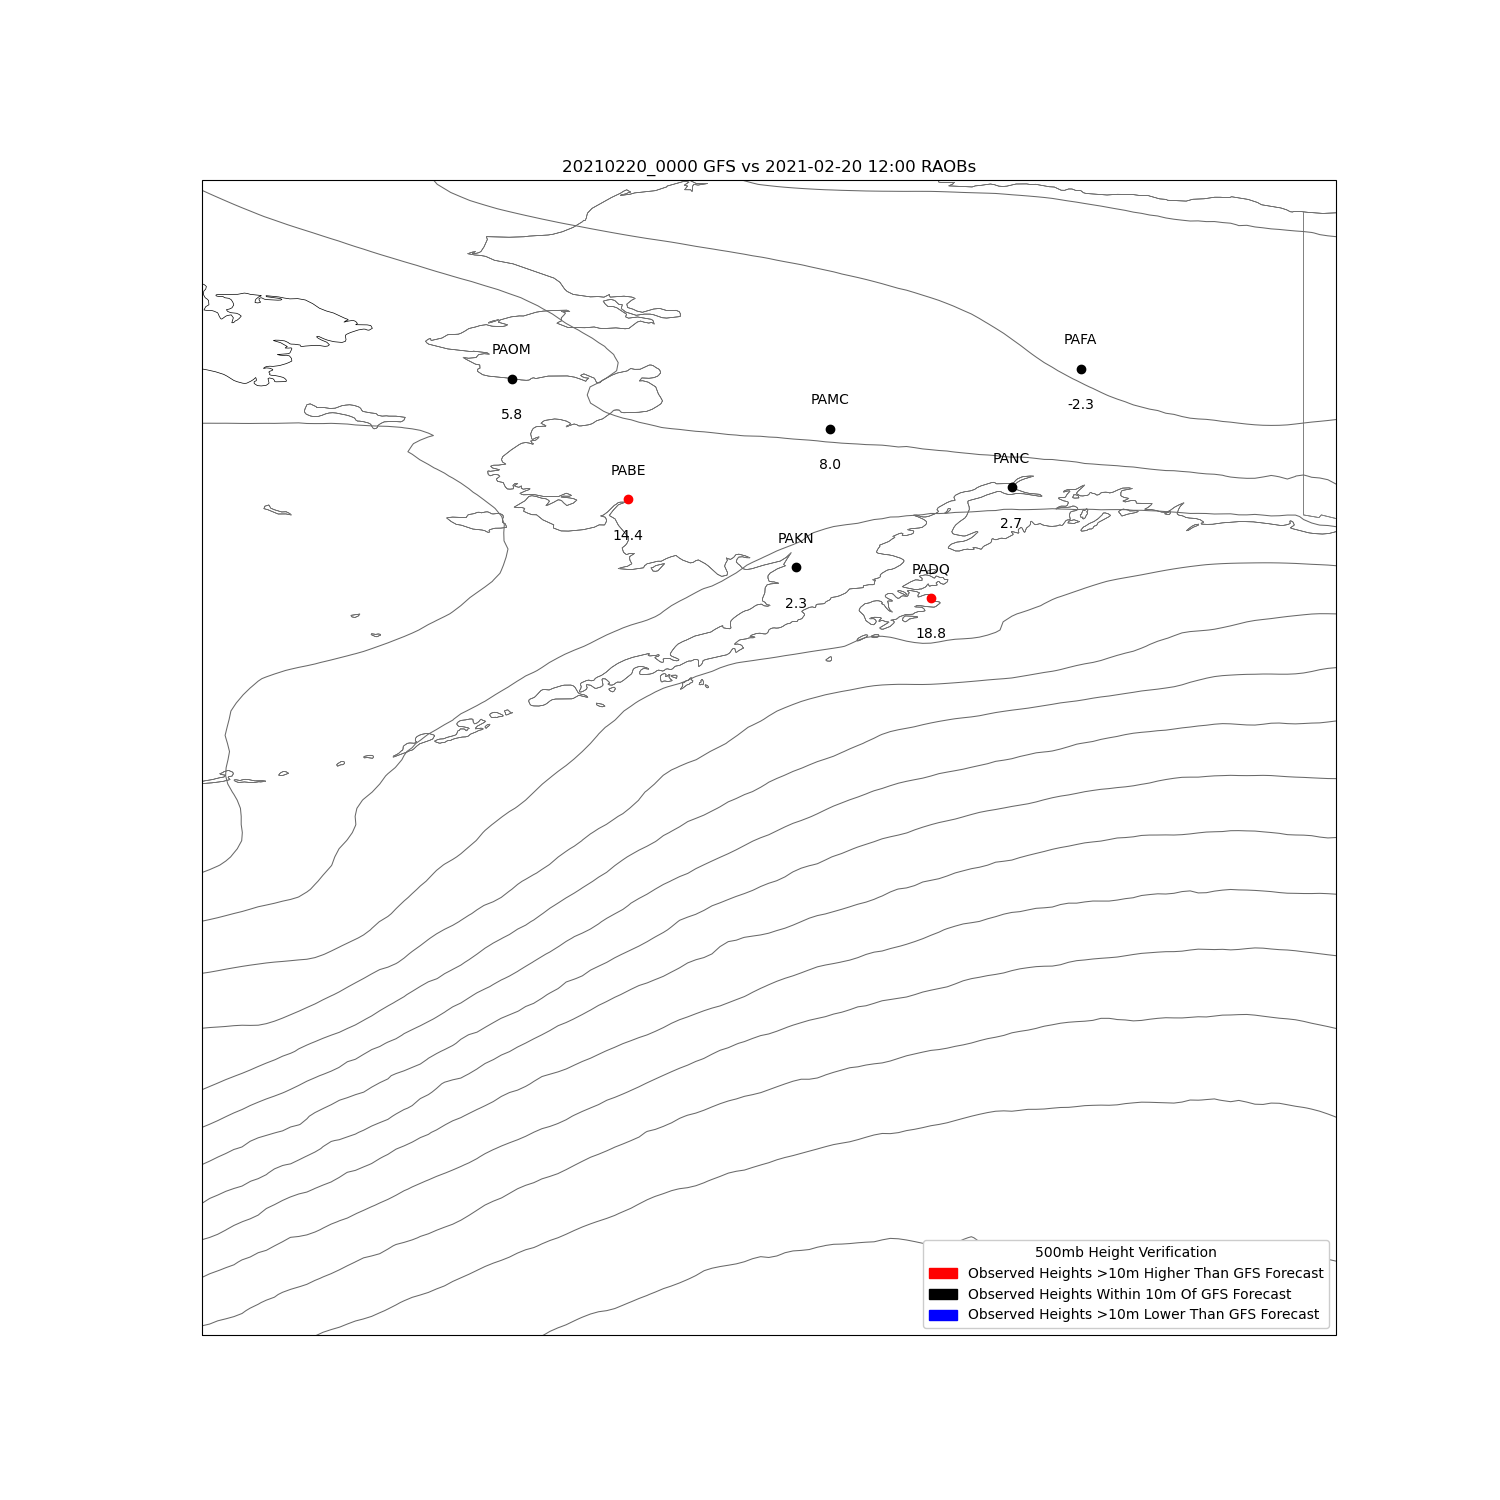 20210220_0000 GFS vs 2021-02-20 12:00 RAOBs
PAFA
-2.3
PAOM
5.8
PAMC
8.0
PANC
2.7
PABE
14.4
PAKN
2.3
PADQ
18.8
500mb Height Verification
Observed Heights >10m Higher Than GFS Forecast
Observed Heights Within 10m Of GFS Forecast
Observed Heights >10m Lower Than GFS Forecast